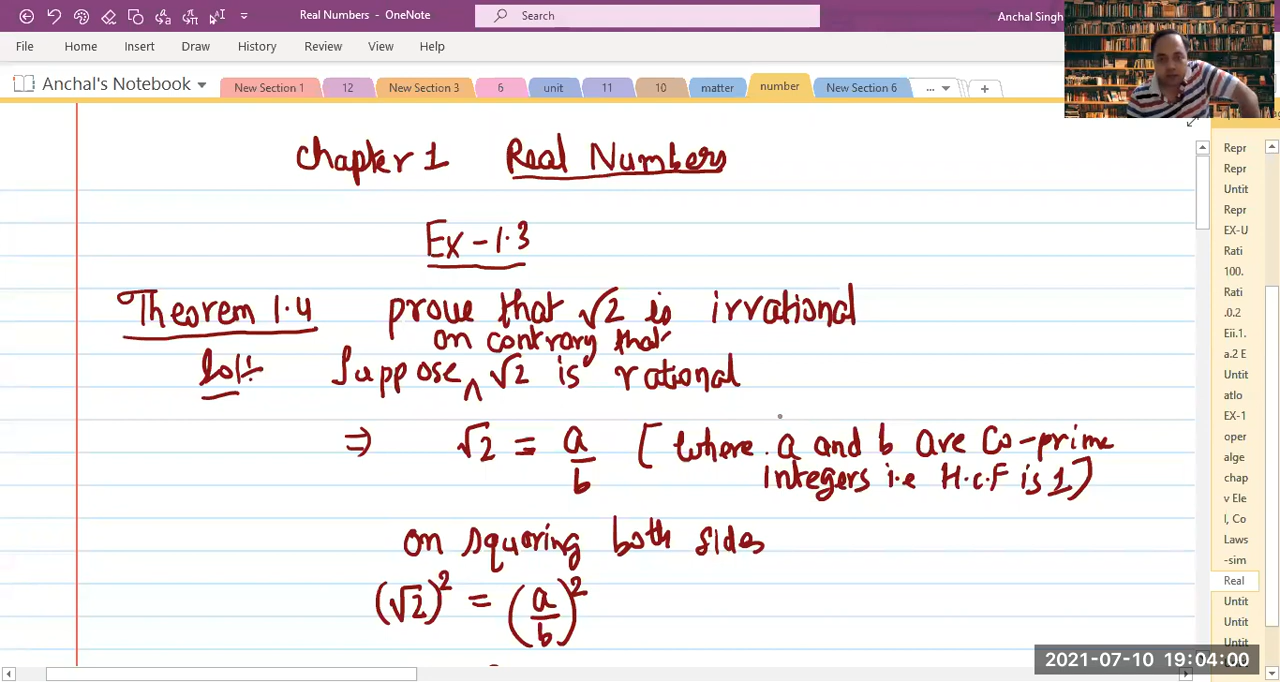 Real Numbers - OneNote
Search
Anchal Singh
File Home Insert Draw History Review View Help
Anchal's Notebook
New Section 1 12 New Section 3 6 unit 11 10 matter number New Section 6 ...
Chapter 1 Real Numbers
Ex-1.3
Theorem 1.4 prove that √2 is irrational
on contrary that
Soln: Suppose ^ √2 is rational
⇒ √2 = a/b [where a and b are Co-prime
integers i.e H.C.F is 1]
on squaring both sides
(√2)² = (a/b)²
Repr
Repr
Untit
Repr
EX-U
Rati
100.
Rati
.0.2
Eii.1.
a.2 E
Untit
atlo
EX-1
oper
alge
chap
v Ele
I, Co
Laws
-sim
Real
Untit
Untit
Untit
2021-07-10 19:04:00